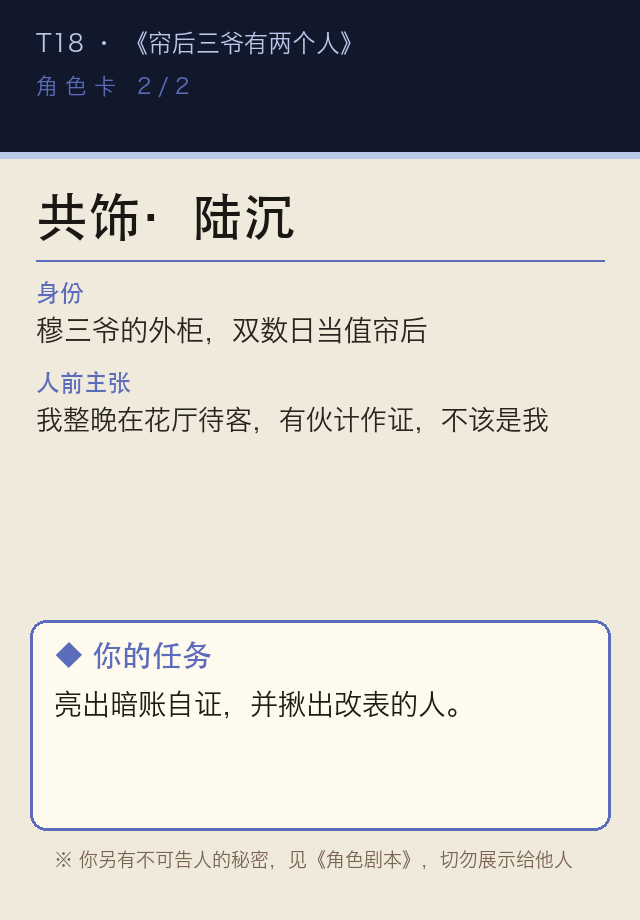 T18 · 《帘后三爷有两个人》
角色卡 2/2
共饰· 陆沉
身份
穆三爷的外柜，双数日当值帘后
人前主张
我整晚在花厅待客，有伙计作证，不该是我
◆ 你的任务
亮出暗账自证，并揪出改表的人。
※ 你另有不可告人的秘密，见《角色剧本》，切勿展示给他人